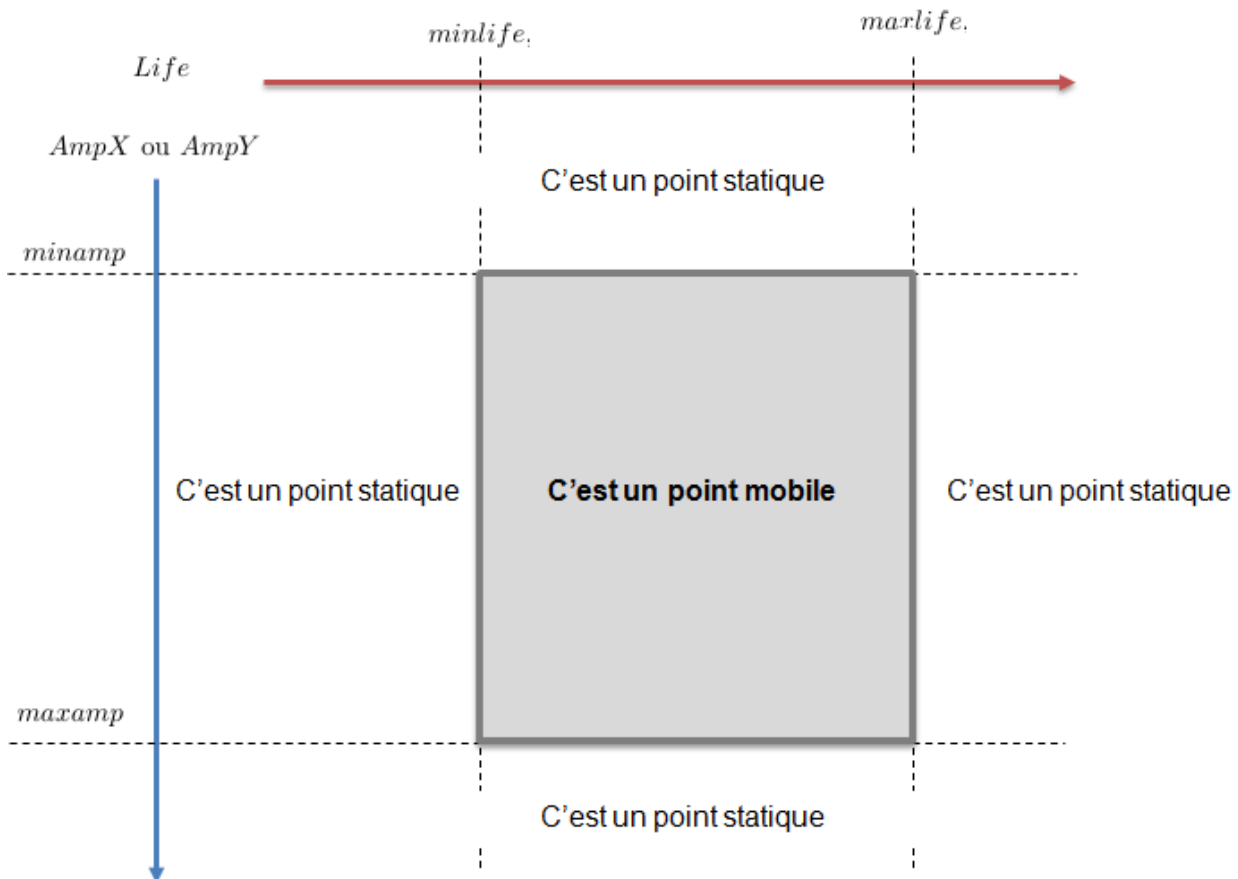 minlife.
maxlife.
Life
AmpX ou AmpY
C'est un point statique
minamp
C'est un point statique
C'est un point mobile
C'est un point statique
maxamp
C'est un point statique